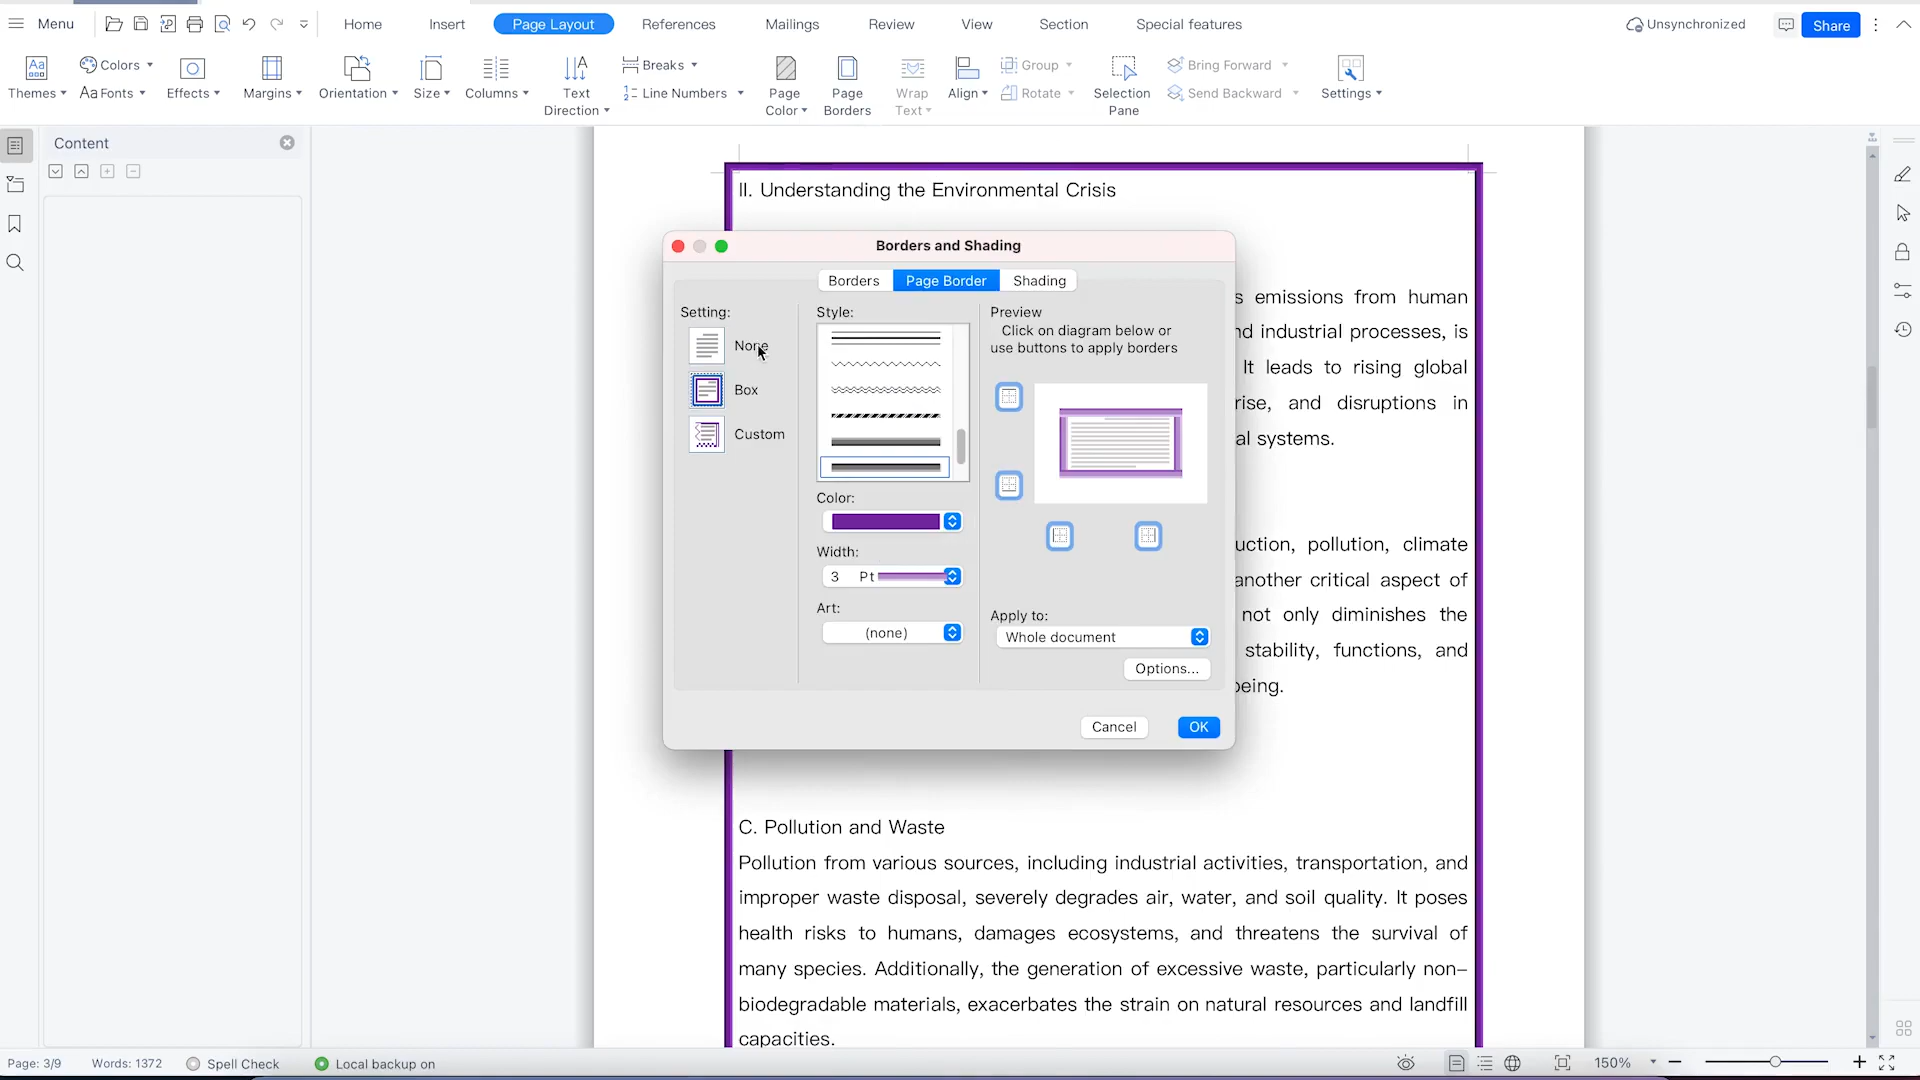 Menu
Home
Insert
Page Layout
References
Mailings
Review
View
Section
Special features
Unsynchronized
Share
Themes
Colors
Aa Fonts
Effects
Margins
Orientation
Size
Columns
Text
Direction
Breaks
Line Numbers
Page
Color
Page
Borders
Wrap
Text
Align
Group
Rotate
Selection
Pane
Bring Forward
Send Backward
Settings
Content
II. Understanding the Environmental Crisis
Borders and Shading
Borders
Page Border
Shading
Setting:
None
Box
Custom
Style:
Color:
Width:
3 Pt
Art:
(none)
Preview
Click on diagram below or
use buttons to apply borders
Apply to:
Whole document
Options...
Cancel
OK
s emissions from human
nd industrial processes, is
It leads to rising global
rise, and disruptions in
al systems.
uction, pollution, climate
another critical aspect of
not only diminishes the
stability, functions, and
being.
C. Pollution and Waste
Pollution from various sources, including industrial activities, transportation, and
improper waste disposal, severely degrades air, water, and soil quality. It poses
health risks to humans, damages ecosystems, and threatens the survival of
many species. Additionally, the generation of excessive waste, particularly non-
biodegradable materials, exacerbates the strain on natural resources and landfill
capacities.
Page: 3/9
Words: 1372
Spell Check
Local backup on
150%